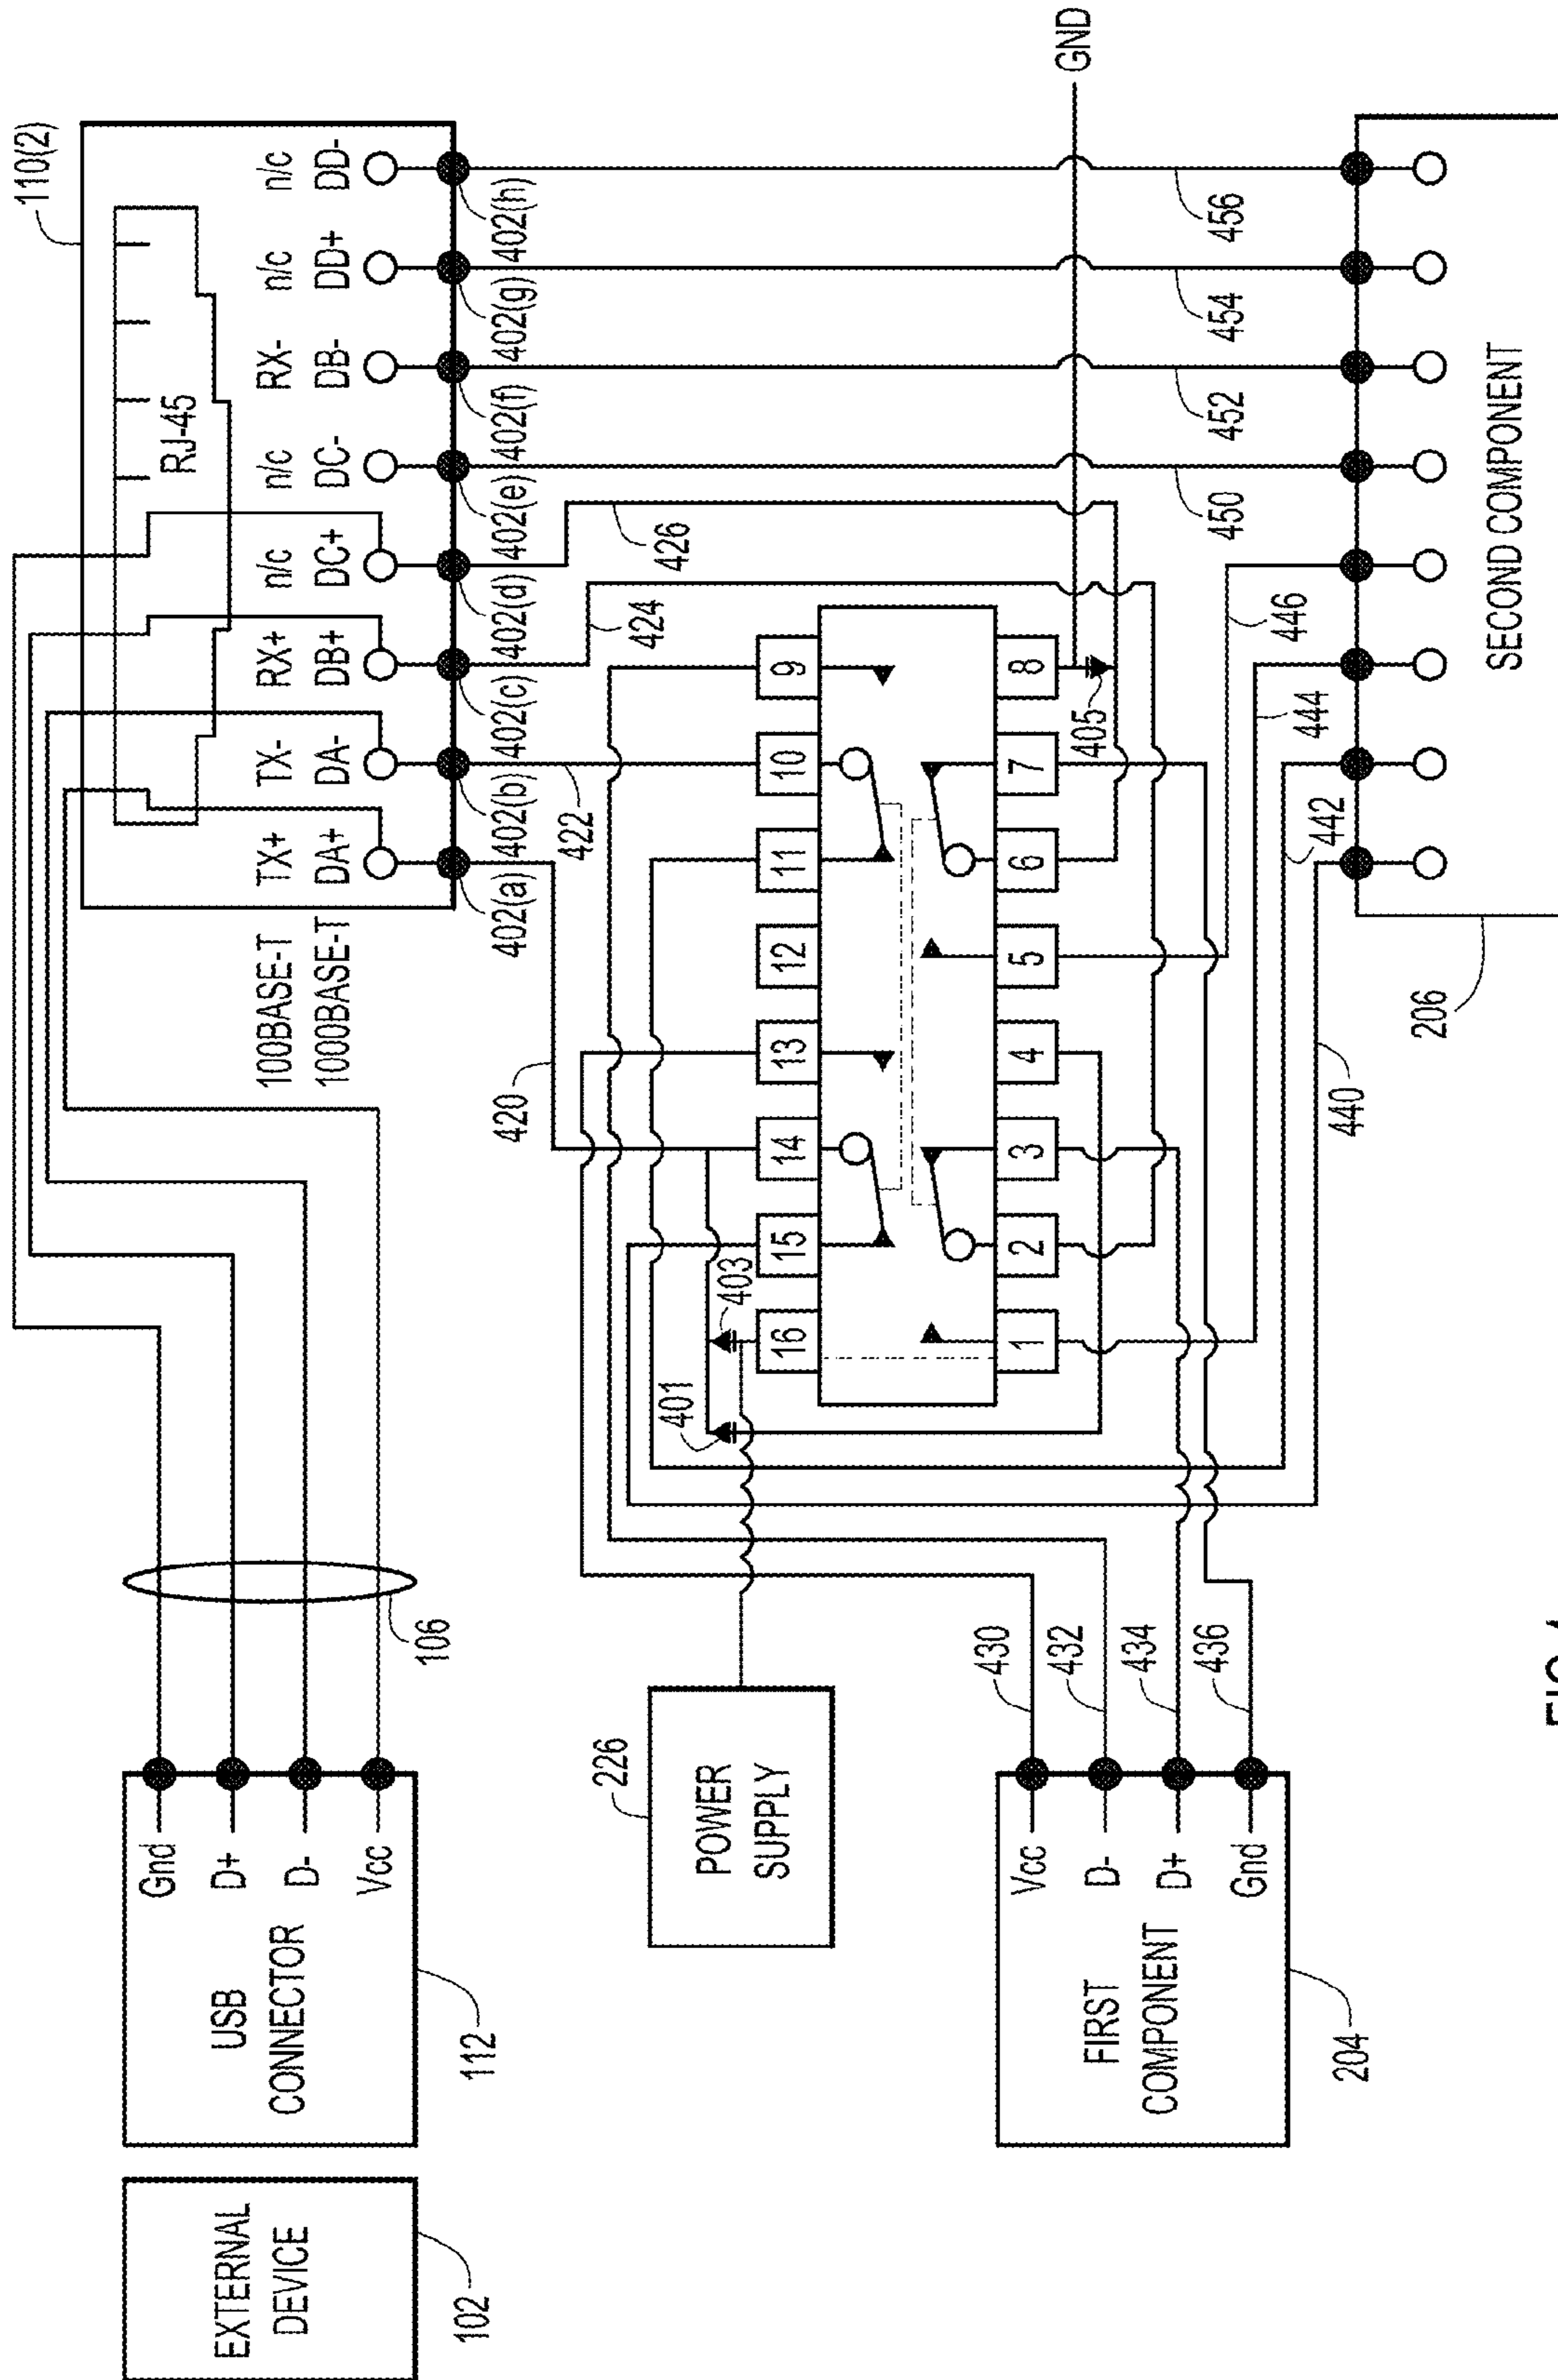 EXTERNAL
DEVICE
102
USB
CONNECTOR
112
Gnd
D+
D-
Vcc
106
110(2)
RJ-45
100BASE-T
TX+
TX-
RX+
n/c
n/c
RX-
n/c
n/c
1000BASE-T
DA+
DA-
DB+
DC+
DC-
DB-
DD+
DD-
402(a)
402(b)
402(c)
402(d)
402(e)
402(f)
402(g)
402(h)
420
422
424
426
POWER
SUPPLY
226
401
403
405
GND
16
15
14
13
12
11
10
9
1
2
3
4
5
6
7
8
FIRST
COMPONENT
204
Vcc
D-
D+
Gnd
430
432
434
436
440
442
444
446
450
452
454
456
SECOND COMPONENT
206